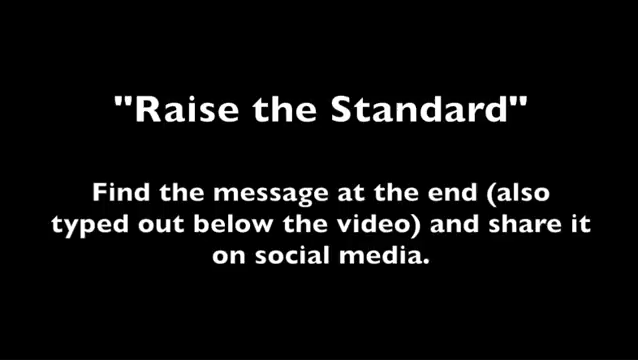 "Raise the Standard"
Find the message at the end (also
typed out below the video) and share it
on social media.